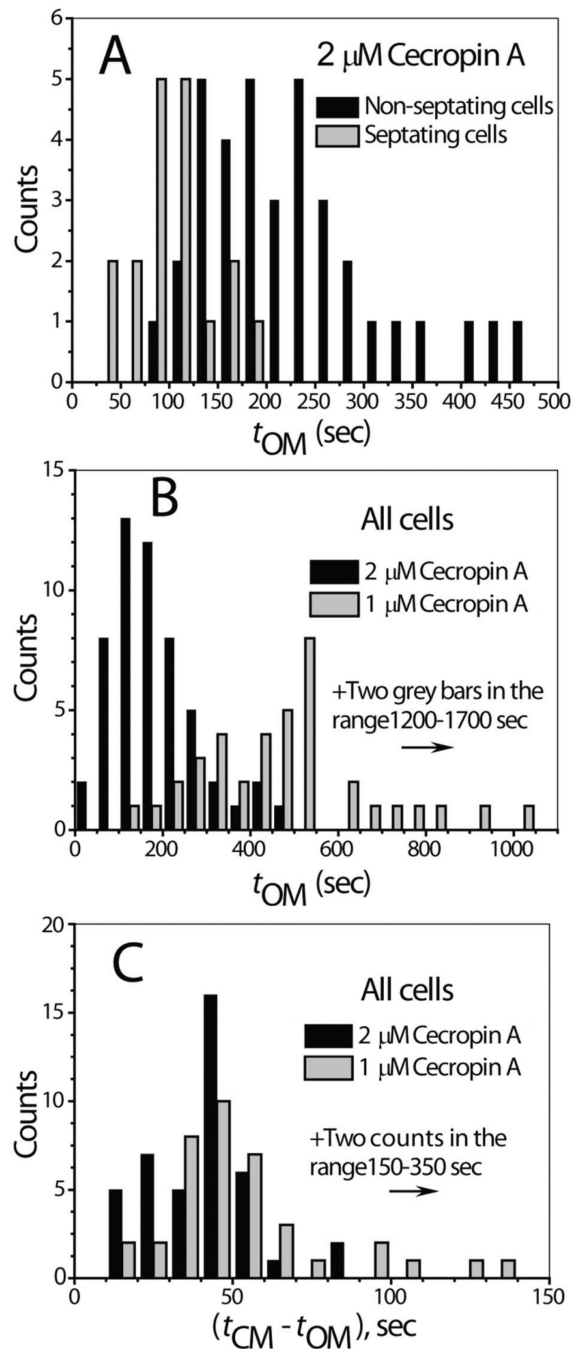 A
2 µM Cecropin A
Non-septating cells
Septating cells
Counts
6
5
4
3
2
1
0
0 50 100 150 200 250 300 350 400 450 500
tOM (sec)
B
All cells
2 µM Cecropin A
1 µM Cecropin A
+Two grey bars in the
range1200-1700 sec
Counts
15
10
5
0
0 200 400 600 800 1000
tOM (sec)
C
All cells
2 µM Cecropin A
1 µM Cecropin A
+Two counts in the
range150-350 sec
Counts
20
15
10
5
0
0 50 100 150
(tCM - tOM), sec